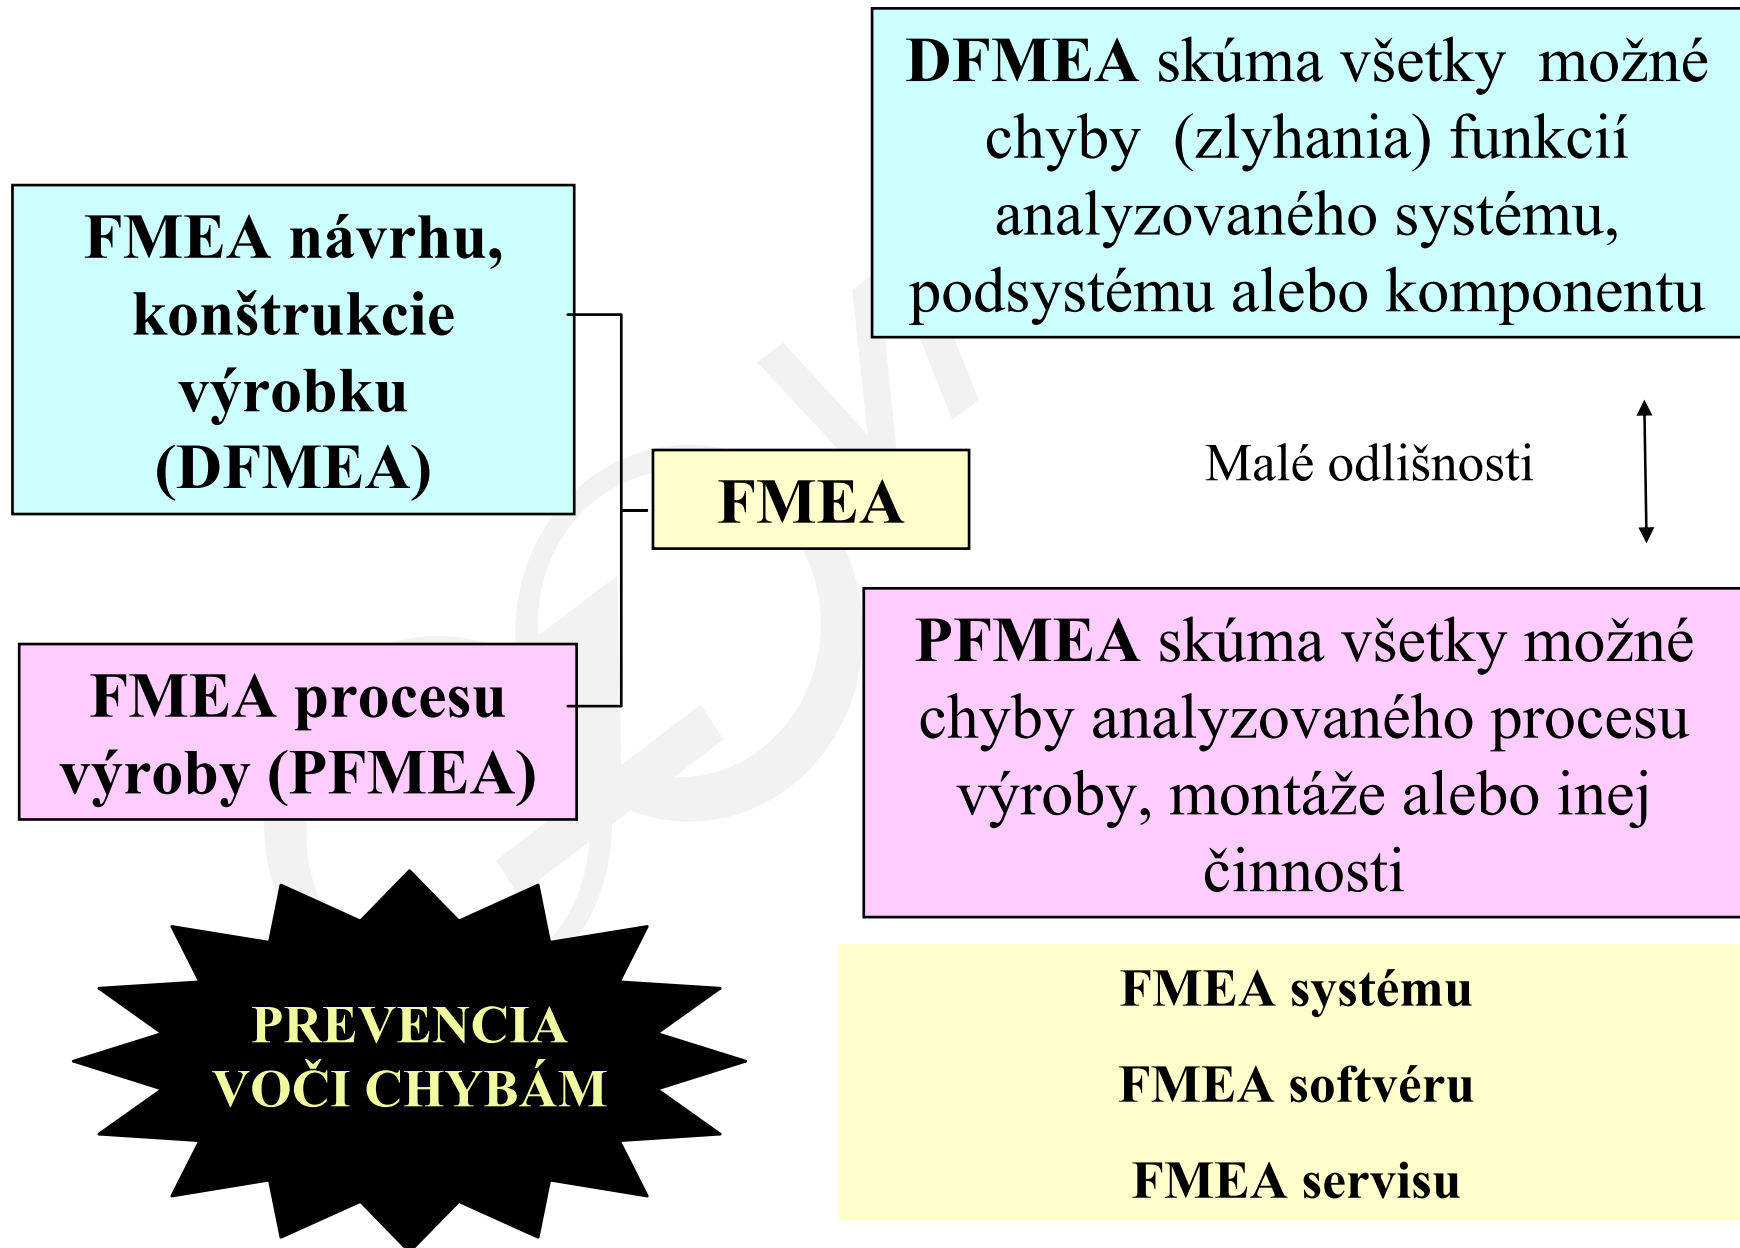 FMEA návrhu,
konštrukcie
výrobku
(DFMEA)
FMEA
FMEA procesu
výroby (PFMEA)
PREVENCIA
VOČI CHYBÁM
DFMEA skúma všetky možné
chyby (zlyhania) funkcií
analyzovaného systému,
podsystému alebo komponentu
Malé odlišnosti
PFMEA skúma všetky možné
chyby analyzovaného procesu
výroby, montáže alebo inej
činnosti
FMEA systému
FMEA softvéru
FMEA servisu